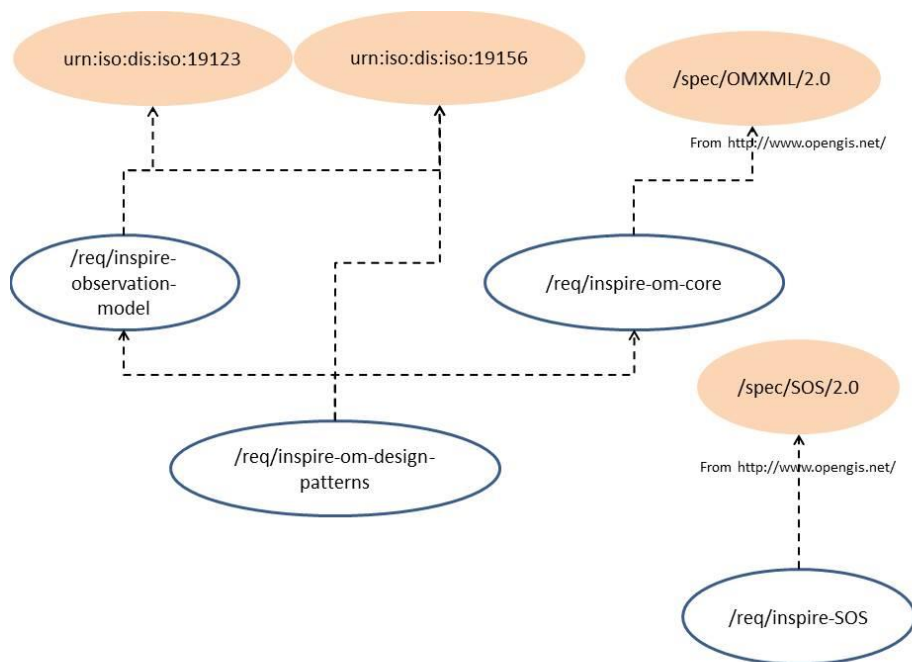 urn:iso:dis:iso:19123
urn:iso:dis:iso:19156
/spec/OMXML/2.0
From http://www.opengis.net/
/req/inspire-
observation-
model
/req/inspire-om-core
/spec/SOS/2.0
/req/inspire-om-design-
patterns
From http://www.opengis.net/
/req/inspire-SOS